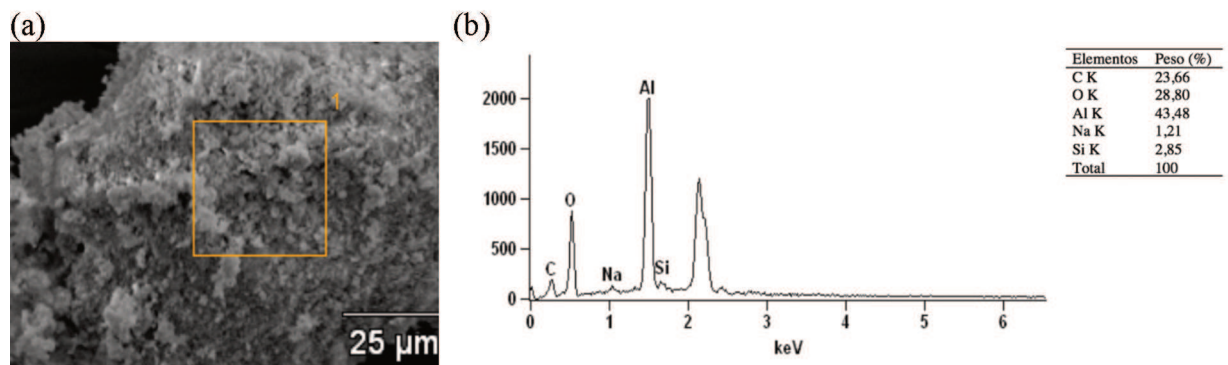 (a)
1
25 µm
(b)
2000
1500
1000
500
0
C
O
Na
Al
Si
0 1 2 3 4 5 6
keV
Elementos Peso (%)
C K 23,66
O K 28,80
Al K 43,48
Na K 1,21
Si K 2,85
Total 100